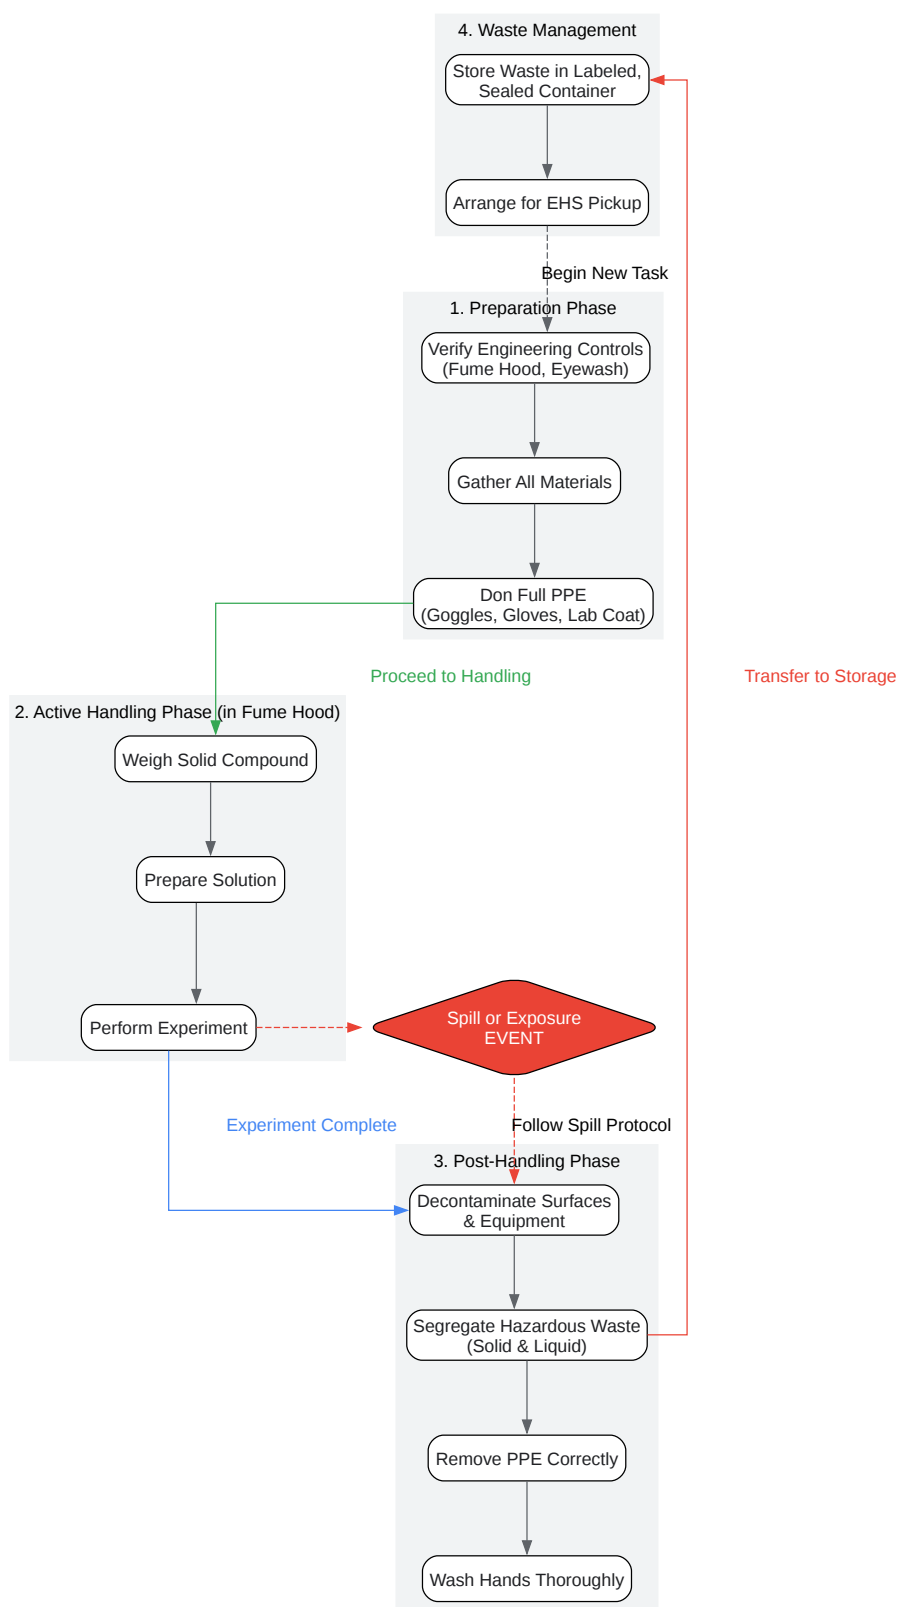 4. Waste Management
Store Waste in Labeled,
Sealed Container
Arrange for EHS Pickup
Begin New Task
1. Preparation Phase
Verify Engineering Controls
(Fume Hood, Eyewash)
Gather All Materials
Don Full PPE
(Goggles, Gloves, Lab Coat)
Proceed to Handling
Transfer to Storage
2. Active Handling Phase (in Fume Hood)
Weigh Solid Compound
Prepare Solution
Perform Experiment
Spill or Exposure
EVENT
Experiment Complete
Follow Spill Protocol
3. Post-Handling Phase
Decontaminate Surfaces
& Equipment
Segregate Hazardous Waste
(Solid & Liquid)
Remove PPE Correctly
Wash Hands Thoroughly